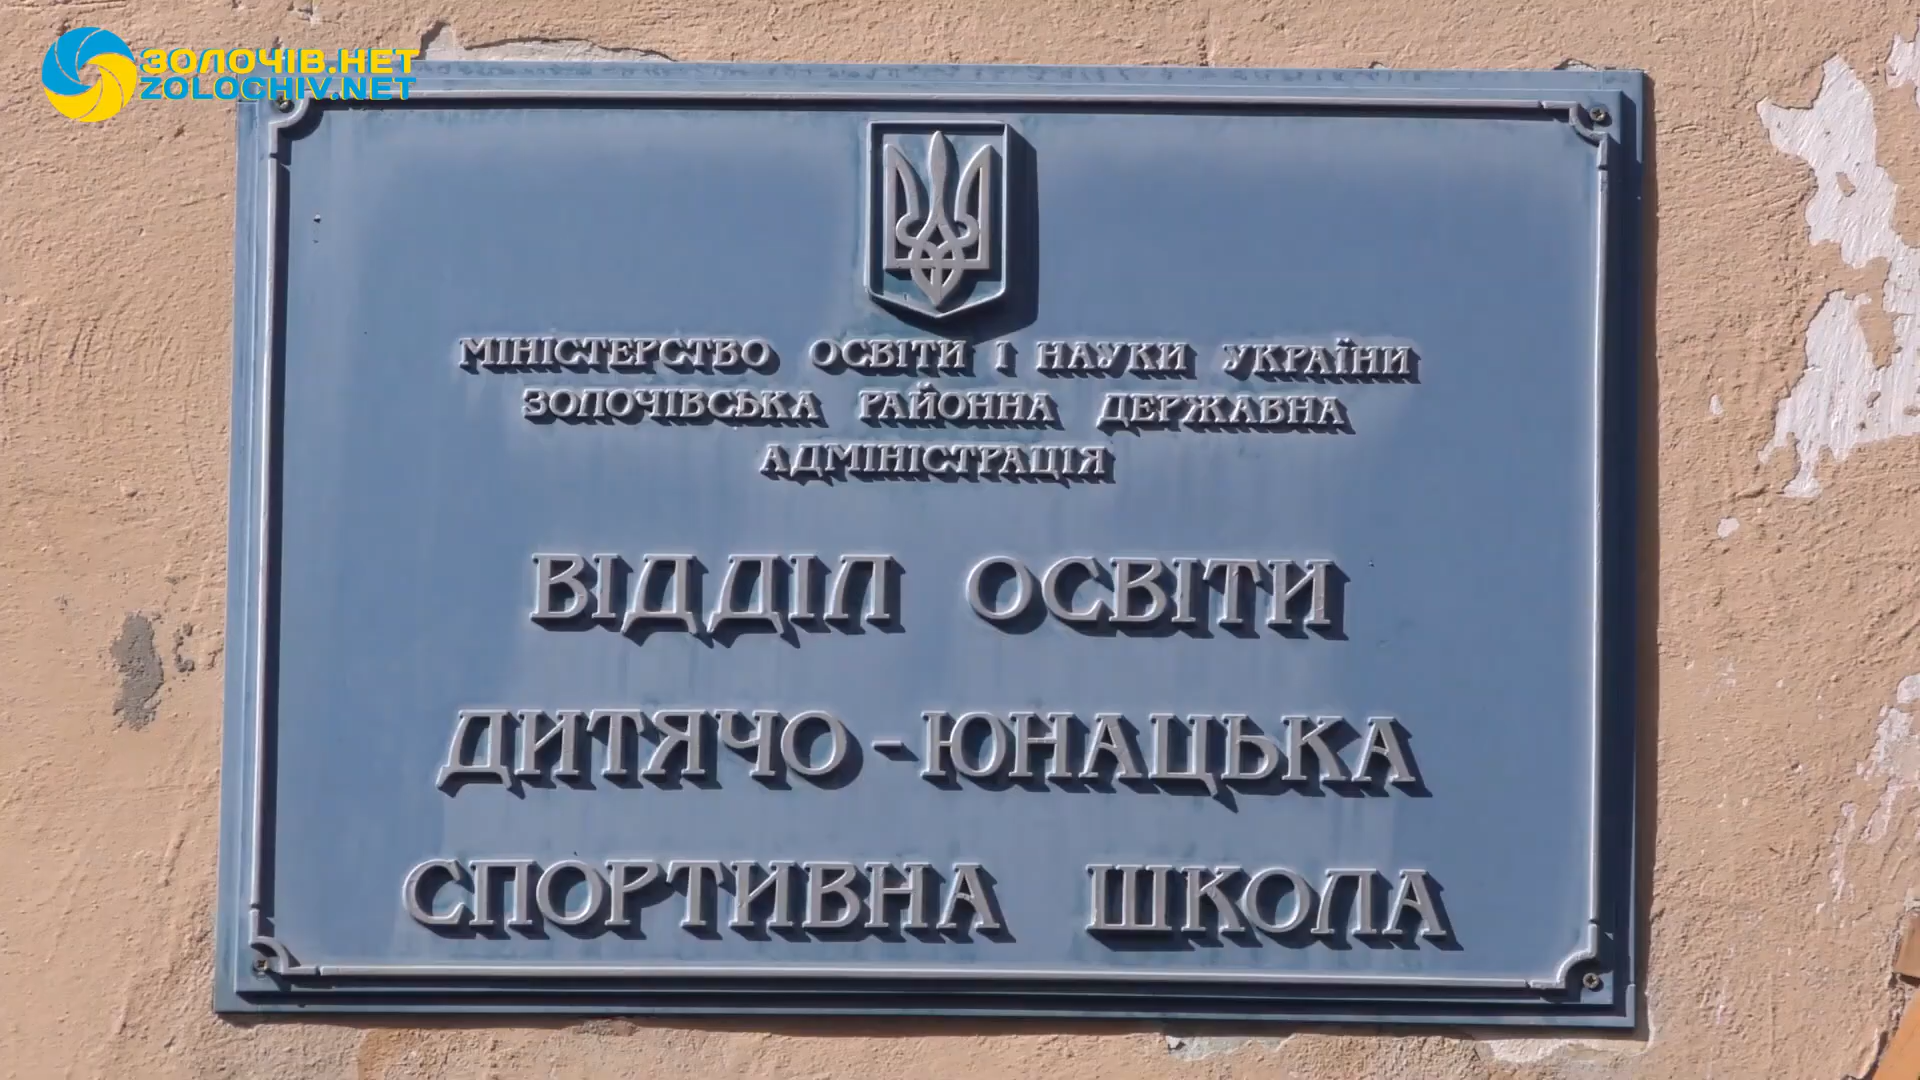 ЗОЛОЧІВ.НЕТ
ZOLOCHIV.NET
МІНІСТЕРСТВО ОСВІТИ І НАУКИ УКРАЇНИ
ЗОЛОЧІВСЬКА РАЙОННА ДЕРЖАВНА
АДМІНІСТРАЦІЯ
ВІДДІЛ ОСВІТИ
ДИТЯЧО-ЮНАЦЬКА
СПОРТИВНА ШКОЛА